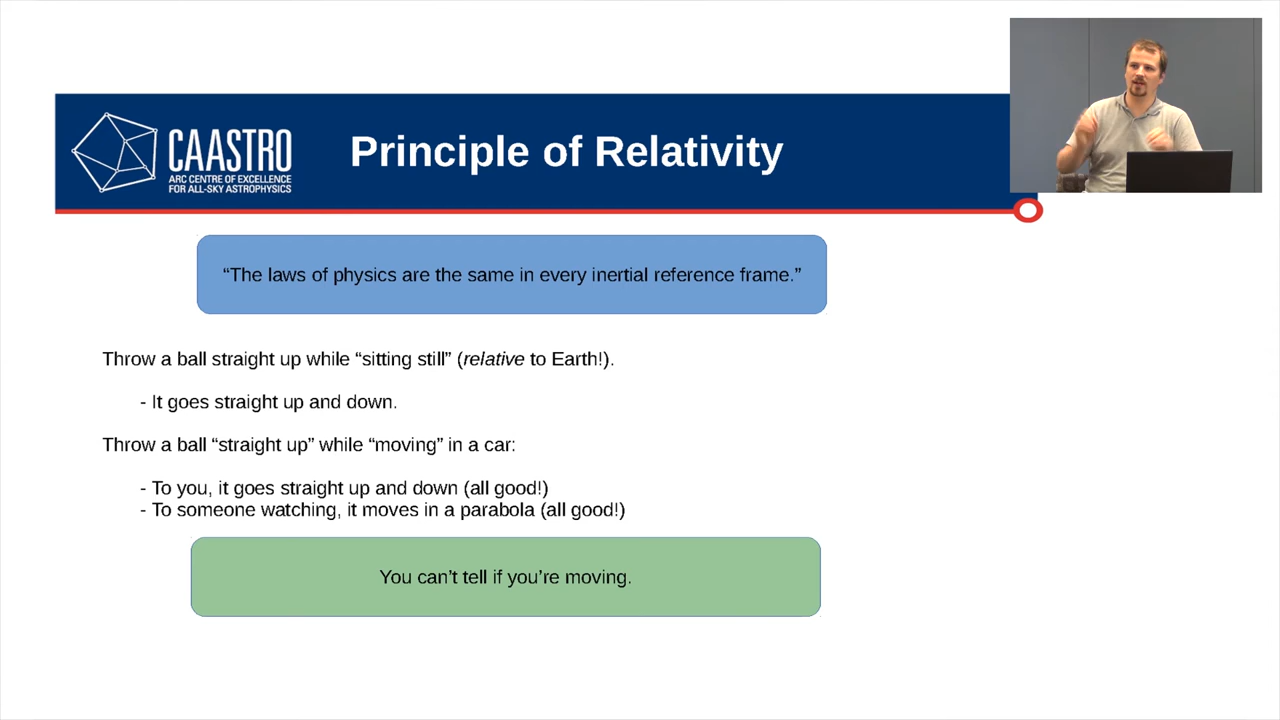 CAASTRO
ARC CENTRE OF EXCELLENCE
FOR ALL-SKY ASTROPHYSICS
Principle of Relativity
“The laws of physics are the same in every inertial reference frame.”
Throw a ball straight up while “sitting still” (relative to Earth!).
- It goes straight up and down.
Throw a ball “straight up” while “moving” in a car:
- To you, it goes straight up and down (all good!)
- To someone watching, it moves in a parabola (all good!)
You can’t tell if you’re moving.